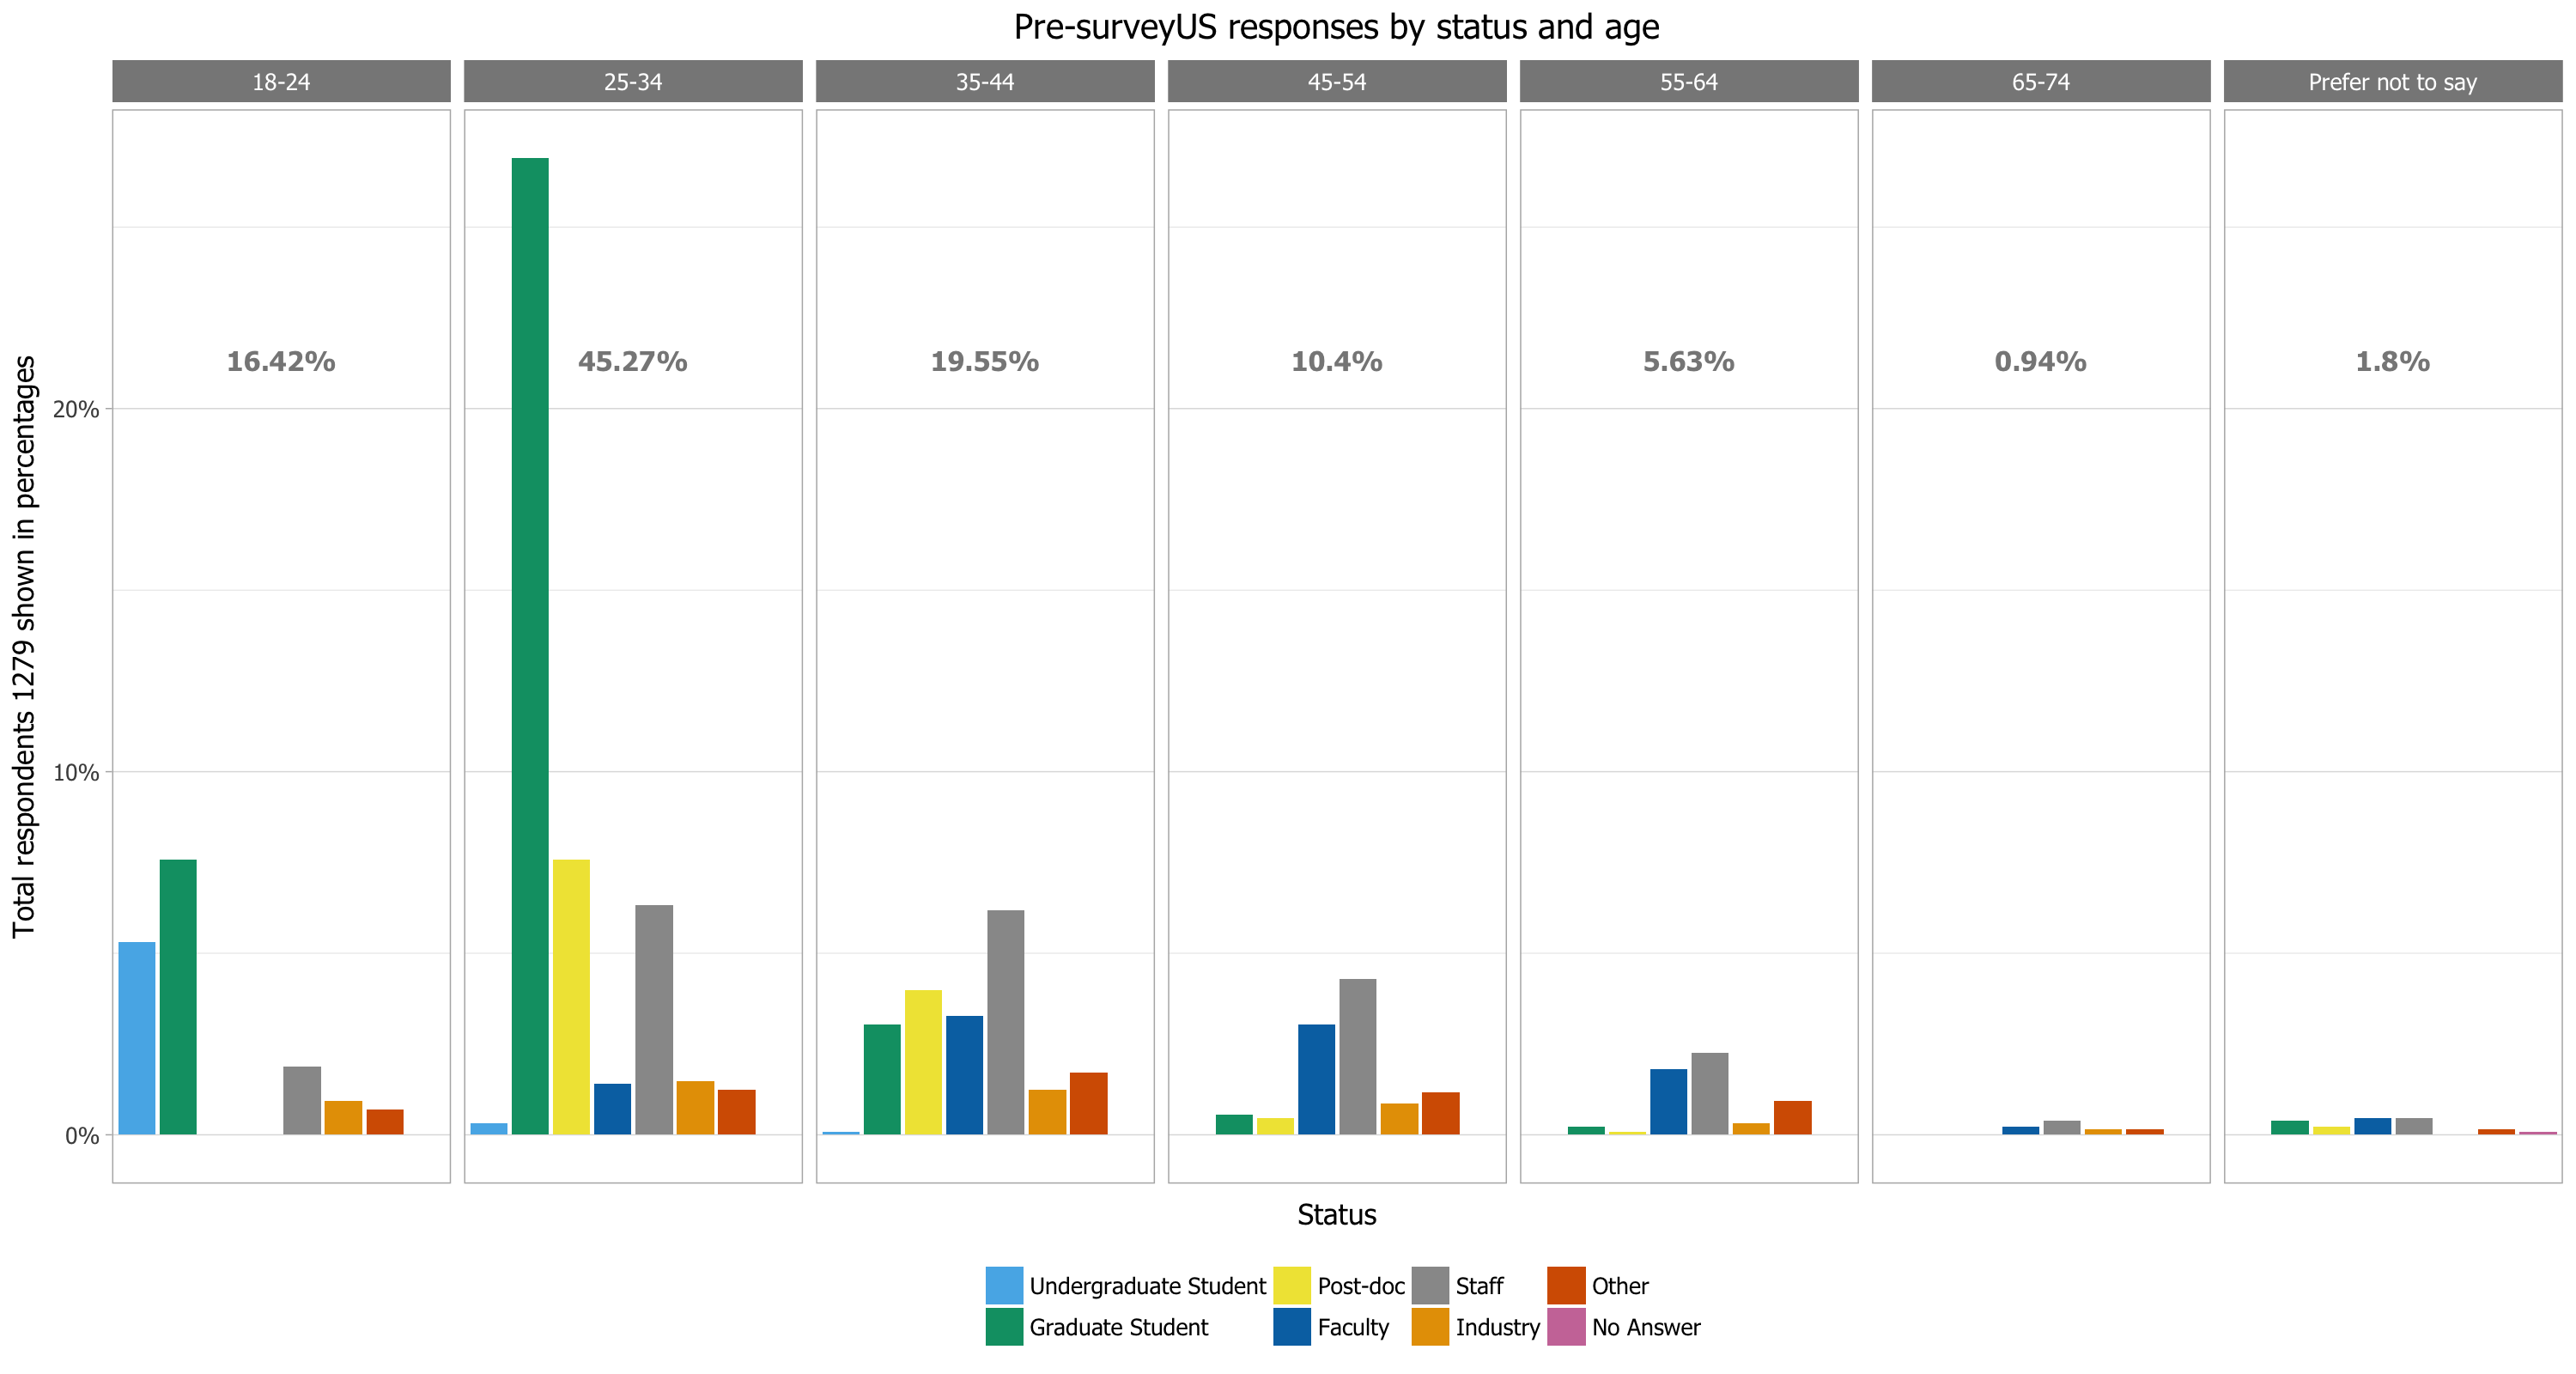 Pre-surveyUS responses by status and age
18-24 25-34 35-44 45-54 55-64 65-74 Prefer not to say
16.42% 45.27% 19.55% 10.4% 5.63% 0.94% 1.8%
Total respondents 1279 shown in percentages
20%
10%
0%
Status
Undergraduate Student Post-doc Staff Other
Graduate Student Faculty Industry No Answer